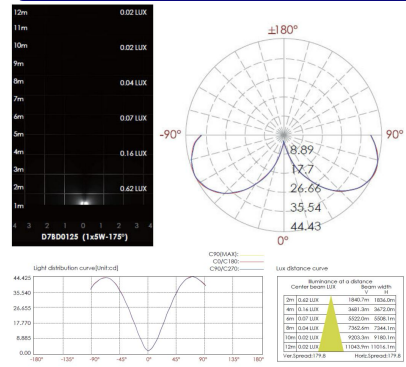 12m 0.02 LUX
11m
10m 0.02 LUX
9m
8m 0.04 LUX
7m
6m 0.07 LUX
5m
4m 0.16 LUX
3m
2m 0.62 LUX
1m
4 3 2 1 0 1 2 3 4
D7BD0125 (1x5W-175°)
±180°
-90° 90°
8.89
17.7
26.66
35.54
44.43
0°
C90(MAX):
C0/C180:
C90/C270:
Light distribution curve(Unit:cd)
44.425
35.540
26.655
17.770
8.885
0.00
-180° -135° -90° -45° 0° 45° 90° 135° 180°
Lux distance curve
Illuminance at a distance
Center beam LUX Beam width
V H
2m 0.62 LUX 1840.7m 1836.0m
4m 0.16 LUX 3681.3m 3672.0m
6m 0.07 LUX 5522.0m 5508.1m
8m 0.04 LUX 7362.6m 7344.1m
10m 0.02 LUX 9203.3m 9180.1m
12m 0.02 LUX 11043.9m 11016.1m
Ver.Spread:179.8 Horiz.Spread:179.8